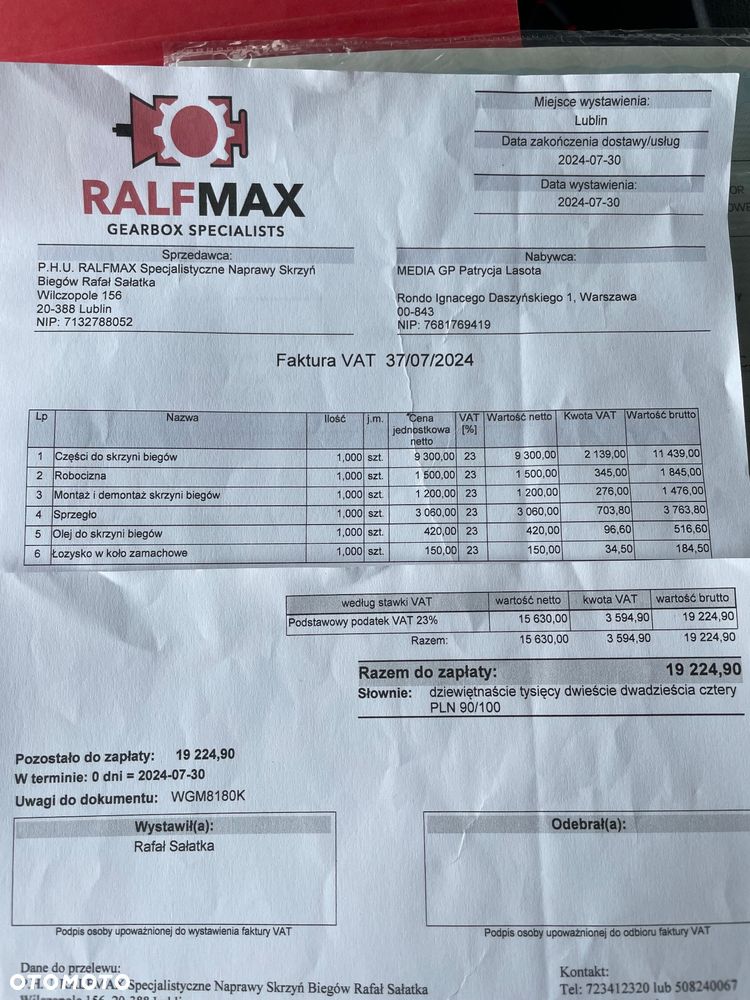 RALFMAX
GEARBOX SPECIALISTS
Miejsce wystawienia:
Lublin
Data zakończenia dostawy/usług
2024-07-30
Data wystawienia:
2024-07-30
Sprzedawca:
P.H.U. RALFMAX Specjalistyczne Naprawy Skrzyń
Biegów Rafał Sałatka
Wilczopole 156
20-388 Lublin
NIP: 7132788052
Nabywca:
MEDIA GP Patrycja Lasota
Rondo Ignacego Daszyńskiego 1, Warszawa
00-843
NIP: 7681769419
Faktura VAT 37/07/2024
Lp Nazwa Ilość j.m. Cena jednostkowa netto VAT [%] Wartość netto Kwota VAT Wartość brutto
1 Części do skrzyni biegów 1,000 szt. 9 300,00 23 9 300,00 2 139,00 11 439,00
2 Robocizna 1,000 szt. 1 500,00 23 1 500,00 345,00 1 845,00
3 Montaż i demontaż skrzyni biegów 1,000 szt. 1 200,00 23 1 200,00 276,00 1 476,00
4 Sprzęgło 1,000 szt. 3 060,00 23 3 060,00 703,80 3 763,80
5 Olej do skrzyni biegów 1,000 szt. 420,00 23 420,00 96,60 516,60
6 Łozysko w koło zamachowe 1,000 szt. 150,00 23 150,00 34,50 184,50
według stawki VAT wartość netto kwota VAT wartość brutto
Podstawowy podatek VAT 23% 15 630,00 3 594,90 19 224,90
Razem: 15 630,00 3 594,90 19 224,90
Razem do zapłaty: 19 224,90
Słownie: dziewiętnaście tysięcy dwieście dwadzieścia cztery
PLN 90/100
Pozostało do zapłaty: 19 224,90
W terminie: 0 dni = 2024-07-30
Uwagi do dokumentu: WGM8180K
Wystawił(a):
Rafał Sałatka
Odebrał(a):
Podpis osoby upoważnionej do wystawienia faktury VAT
Podpis osoby upoważnionej do odbioru faktury VAT
Dane do przelewu:
P.H.U. RALFMAX Specjalistyczne Naprawy Skrzyń Biegów Rafał Sałatka
Wilczopole 156, 20-388 Lublin
Kontakt:
Tel: 723412320 lub 508240067
OTOMOTO